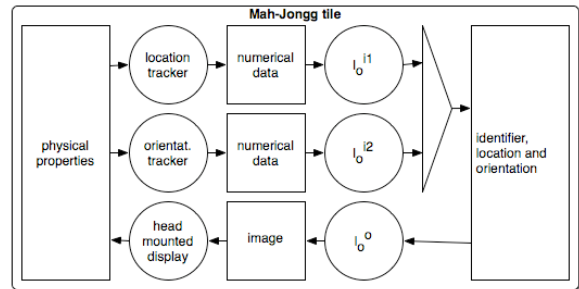 Mah-Jongg tile
physical
properties
location
tracker
numerical
data
I_o^i1
orientat.
tracker
numerical
data
I_o^i2
identifier,
location and
orientation
head
mounted
display
image
I_o^o